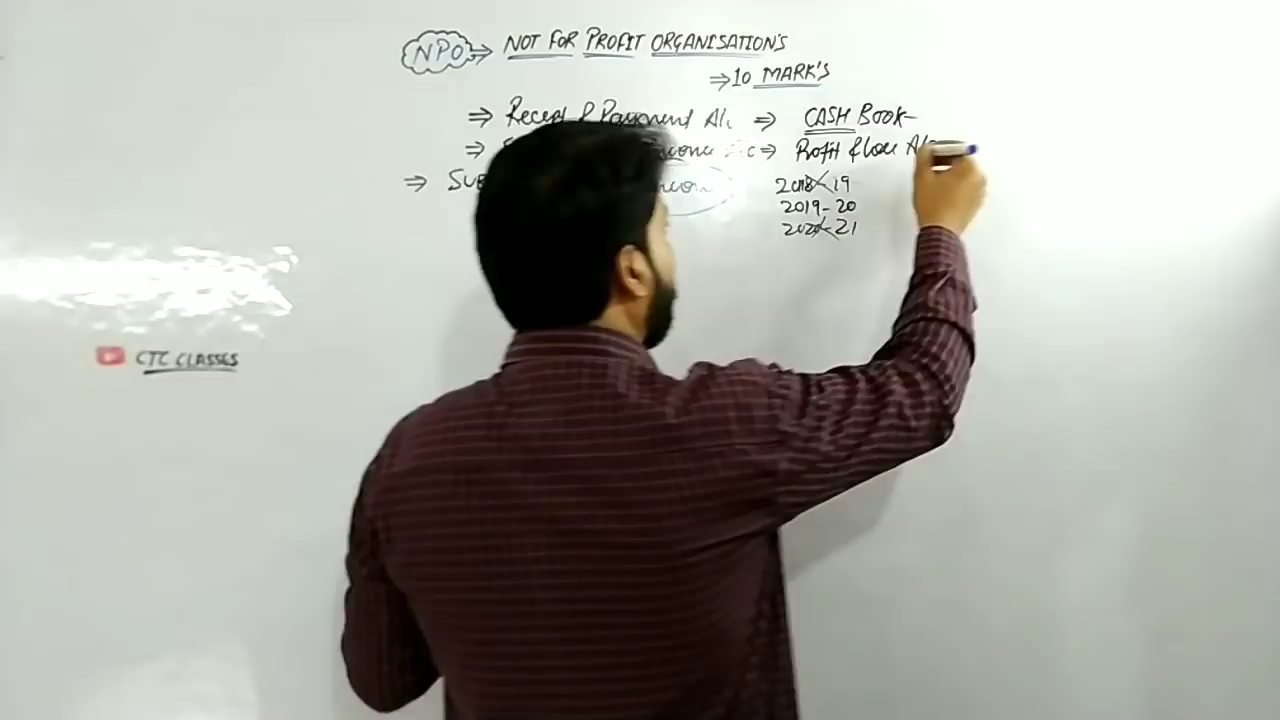 NPO ⇒ NOT FOR PROFIT ORGANISATION'S
⇒ 10 MARK'S
⇒ Receipt & Payment A/c ⇒ CASH BOOK-
⇒ ⇒ Profit & Loss A/c
⇒
2018-19
2019-20
2020-21
CTC CLASSES